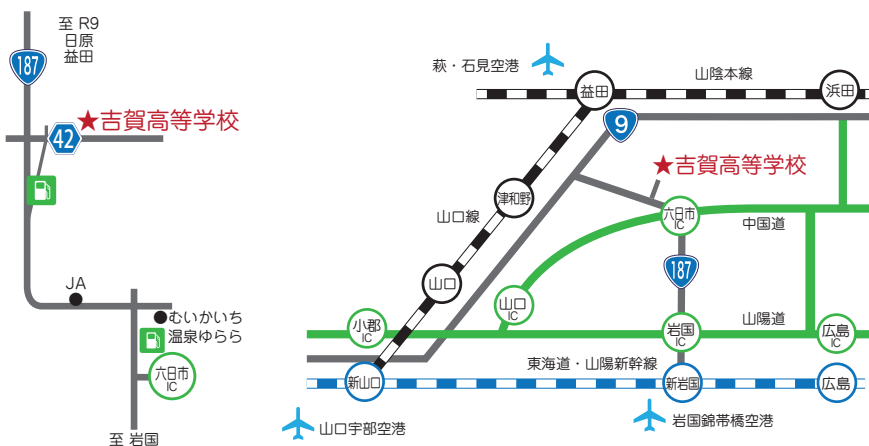 至 R9
日原
益田
187
42
★吉賀高等学校
JA
むいかいち
温泉ゆらら
六日市
IC
至 岩国
萩・石見空港
益田
山陰本線
浜田
9
★吉賀高等学校
津和野
山口線
六日市
IC
中国道
187
山口
山口
IC
小郡
IC
岩国
IC
山陽道
広島
IC
東海道・山陽新幹線
新山口
新岩国
広島
山口宇部空港
岩国錦帯橋空港